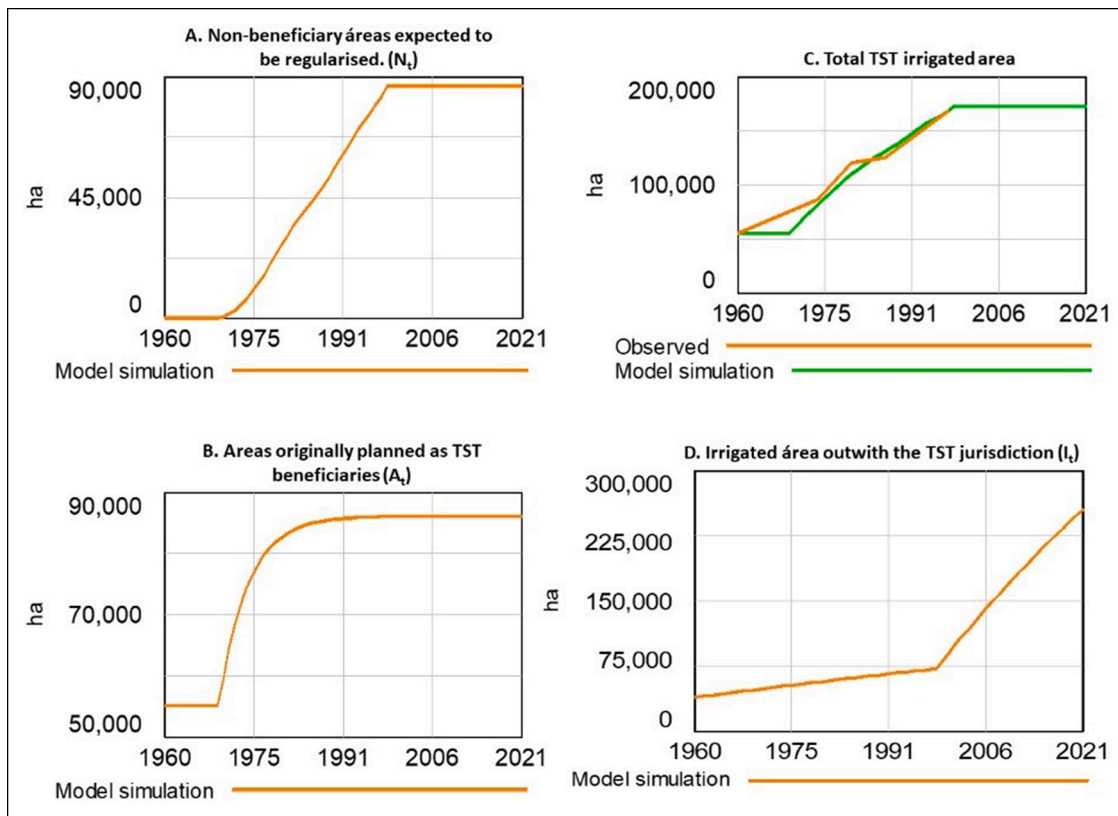 A. Non-beneficiary áreas expected to
be regularised. (Nt)
90,000
45,000
0
ha
1960 1975 1991 2006 2021
Model simulation
C. Total TST irrigated area
200,000
100,000
0
ha
1960 1975 1991 2006 2021
Observed
Model simulation
B. Areas originally planned as TST
beneficiaries (At)
90,000
70,000
50,000
ha
1960 1975 1991 2006 2021
Model simulation
D. Irrigated área outwith the TST jurisdiction (It)
300,000
225,000
150,000
75,000
0
ha
1960 1975 1991 2006 2021
Model simulation